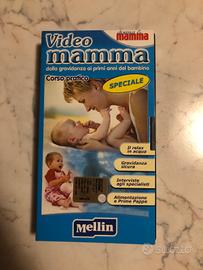 mamma
Video
mamma
dalla gravidanza ai primi anni del bambino
Corso pratico
SPECIALE
Il relax
in acqua
Gravidanza
sicura
Interviste
agli specialisti
Alimentazione
e Prime Pappe
Mellin
subito